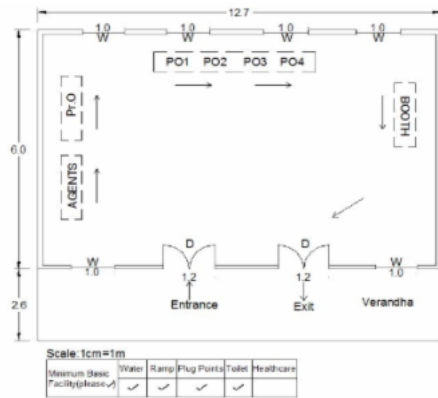 12.7
1.0 1.0 1.0 1.0
W W W W
PO1 PO2 PO3 PO4
Pr.O
BOOTH
6.0
AGENTS
D D
W W
1.0 1.2 1.2 1.0
Entrance Exit Verandha
2.6
Scale:1cm=1m
Minimum Basic Facility(please✓) Water Ramp Plug Points Toilet Healthcare
✓ ✓ ✓ ✓